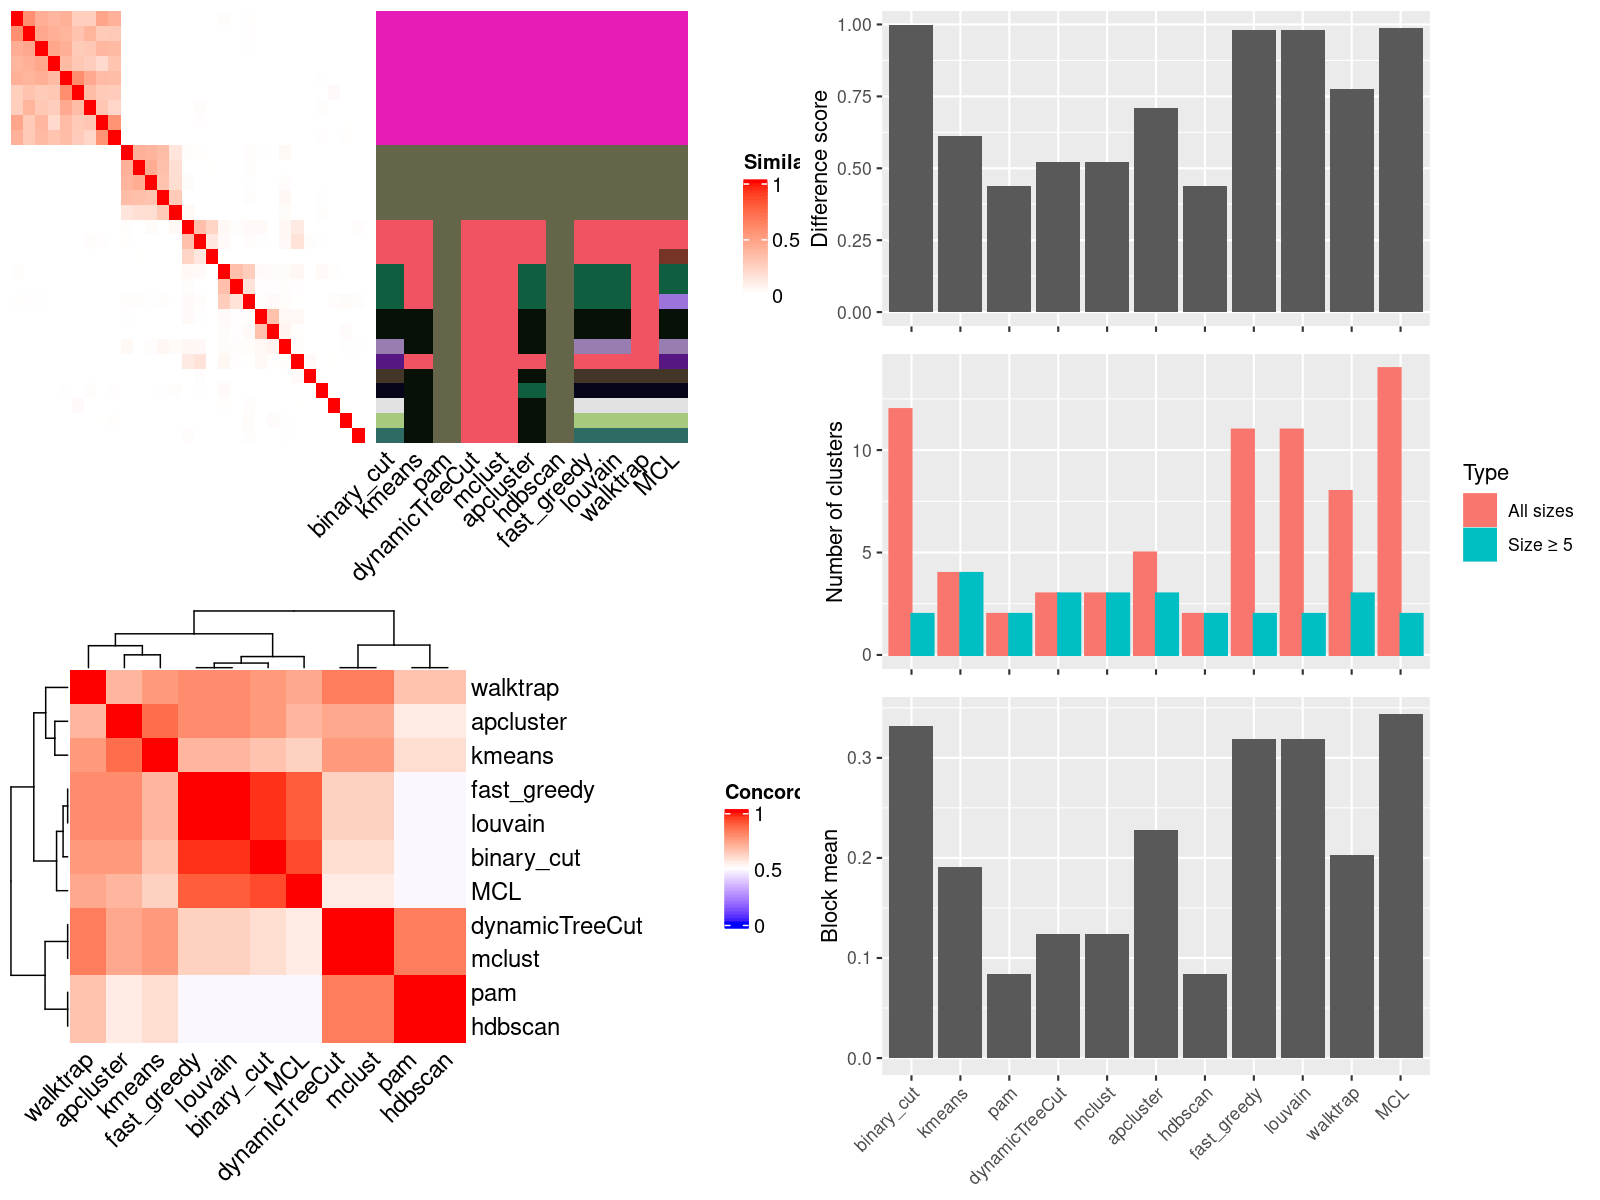 Simila
1
0.5
0
binary_cut
kmeans
pam
dynamicTreeCut
mclust
apcluster
hdbscan
fast_greedy
louvain
walktrap
MCL
Difference score
1.00
0.75
0.50
0.25
0.00
Number of clusters
10
5
0
Type
All sizes
Size ≥ 5
walktrap
apcluster
kmeans
fast_greedy
louvain
binary_cut
MCL
dynamicTreeCut
mclust
pam
hdbscan
walktrap
apcluster
kmeans
fast_greedy
louvain
binary_cut
MCL
dynamicTreeCut
mclust
pam
hdbscan
Concord
1
0.5
0
Block mean
0.3
0.2
0.1
0.0
binary_cut
kmeans
pam
dynamicTreeCut
mclust
apcluster
hdbscan
fast_greedy
louvain
walktrap
MCL